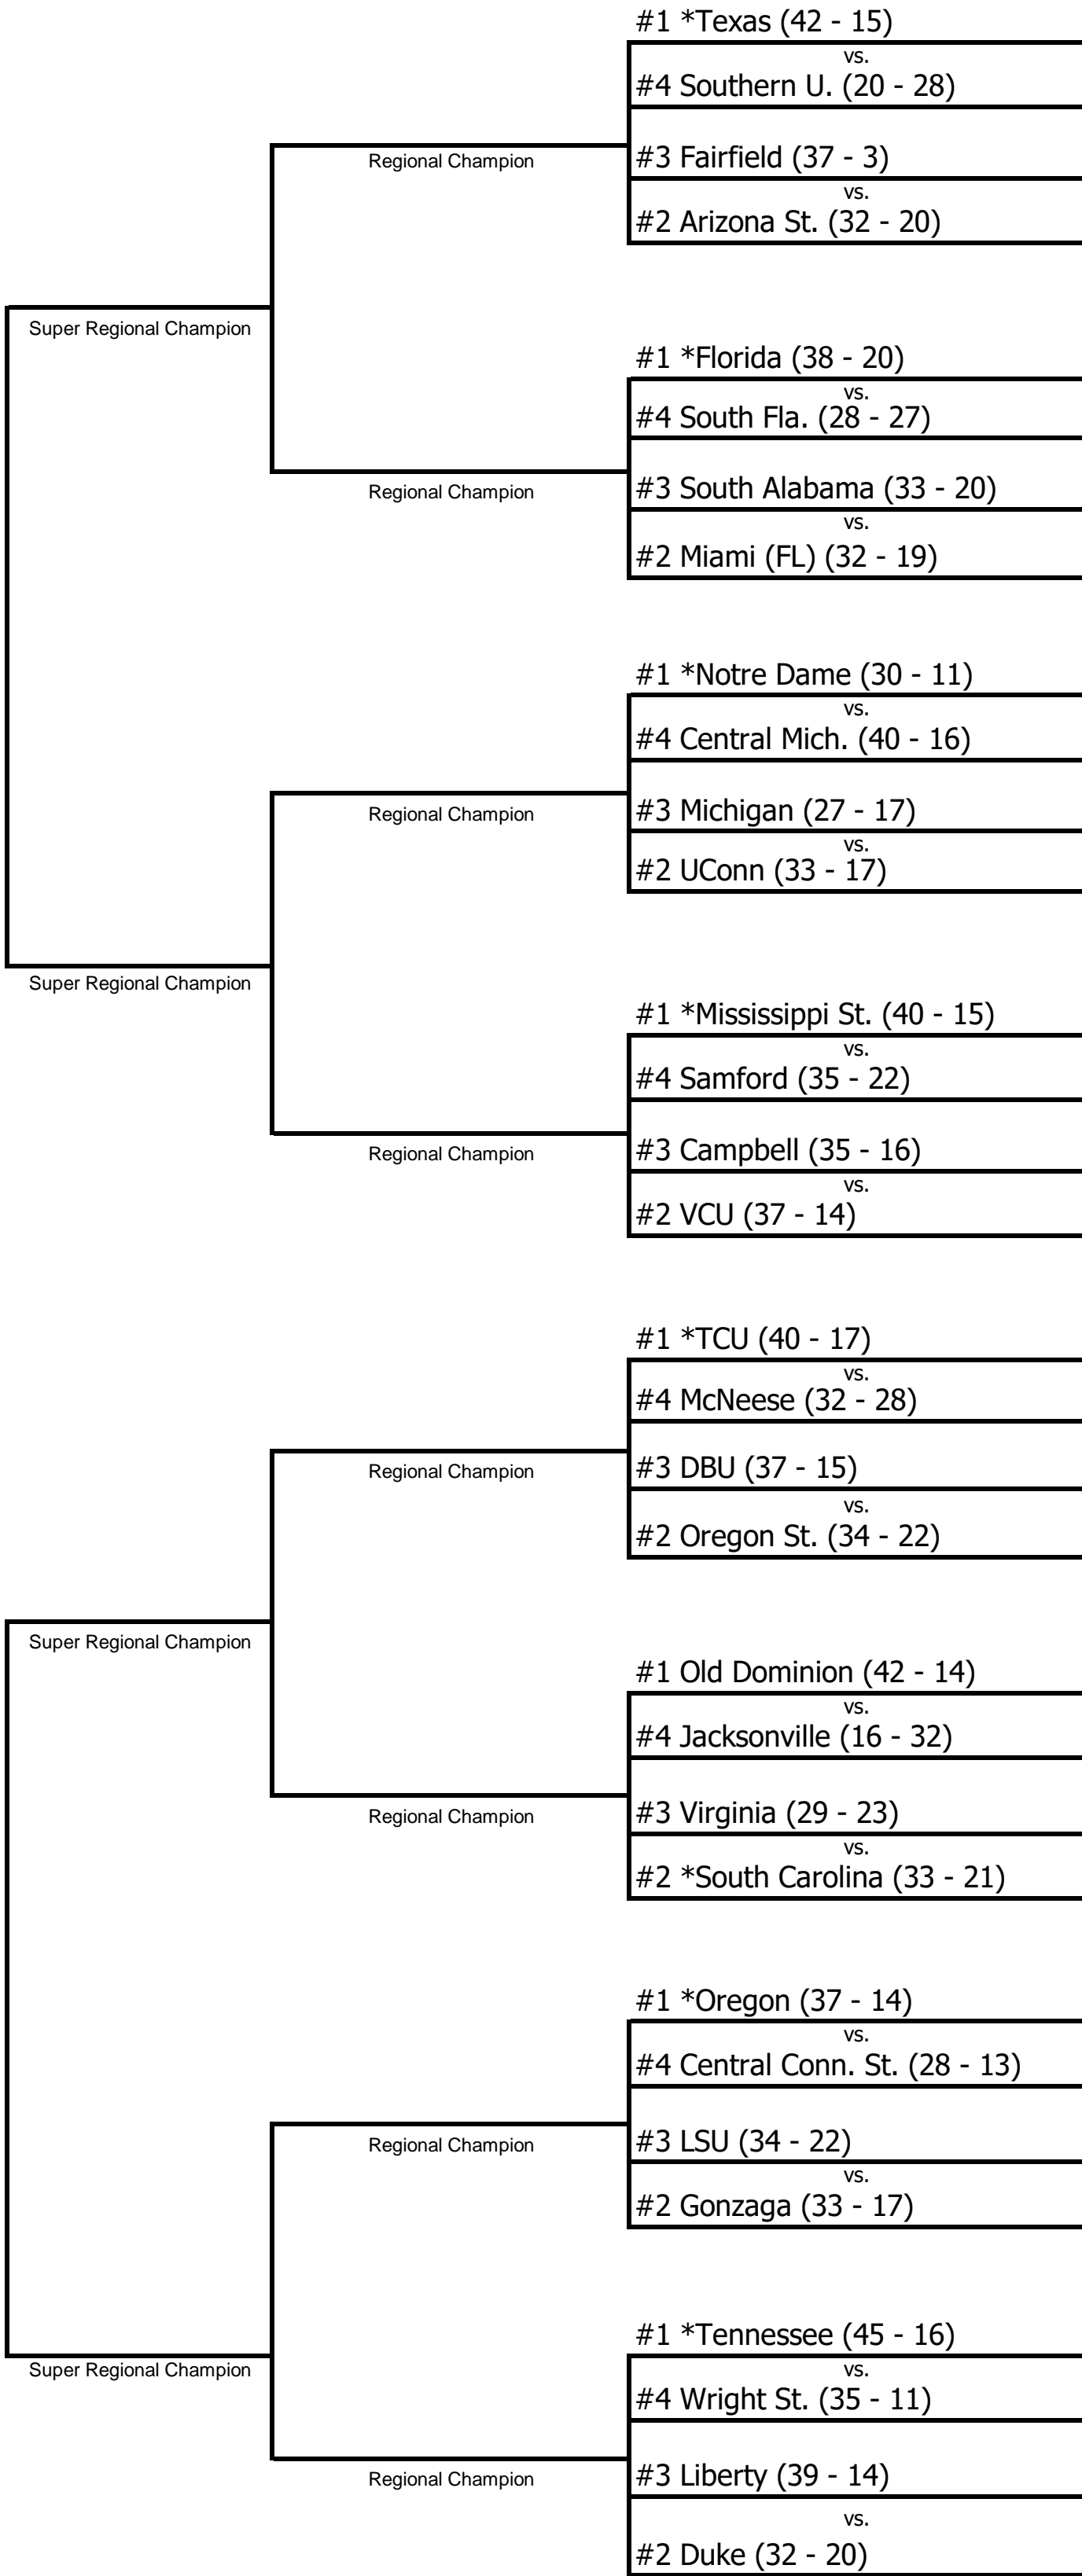 #1 *Texas (42 - 15)
vs.
#4 Southern U. (20 - 28)
Regional Champion
#3 Fairfield (37 - 3)
vs.
#2 Arizona St. (32 - 20)
Super Regional Champion
#1 *Florida (38 - 20)
vs.
#4 South Fla. (28 - 27)
Regional Champion
#3 South Alabama (33 - 20)
vs.
#2 Miami (FL) (32 - 19)
#1 *Notre Dame (30 - 11)
vs.
#4 Central Mich. (40 - 16)
Regional Champion
#3 Michigan (27 - 17)
vs.
#2 UConn (33 - 17)
Super Regional Champion
#1 *Mississippi St. (40 - 15)
vs.
#4 Samford (35 - 22)
Regional Champion
#3 Campbell (35 - 16)
vs.
#2 VCU (37 - 14)
#1 *TCU (40 - 17)
vs.
#4 McNeese (32 - 28)
Regional Champion
#3 DBU (37 - 15)
vs.
#2 Oregon St. (34 - 22)
Super Regional Champion
#1 Old Dominion (42 - 14)
vs.
#4 Jacksonville (16 - 32)
Regional Champion
#3 Virginia (29 - 23)
vs.
#2 *South Carolina (33 - 21)
#1 *Oregon (37 - 14)
vs.
#4 Central Conn. St. (28 - 13)
Regional Champion
#3 LSU (34 - 22)
vs.
#2 Gonzaga (33 - 17)
Super Regional Champion
#1 *Tennessee (45 - 16)
vs.
#4 Wright St. (35 - 11)
Regional Champion
#3 Liberty (39 - 14)
vs.
#2 Duke (32 - 20)